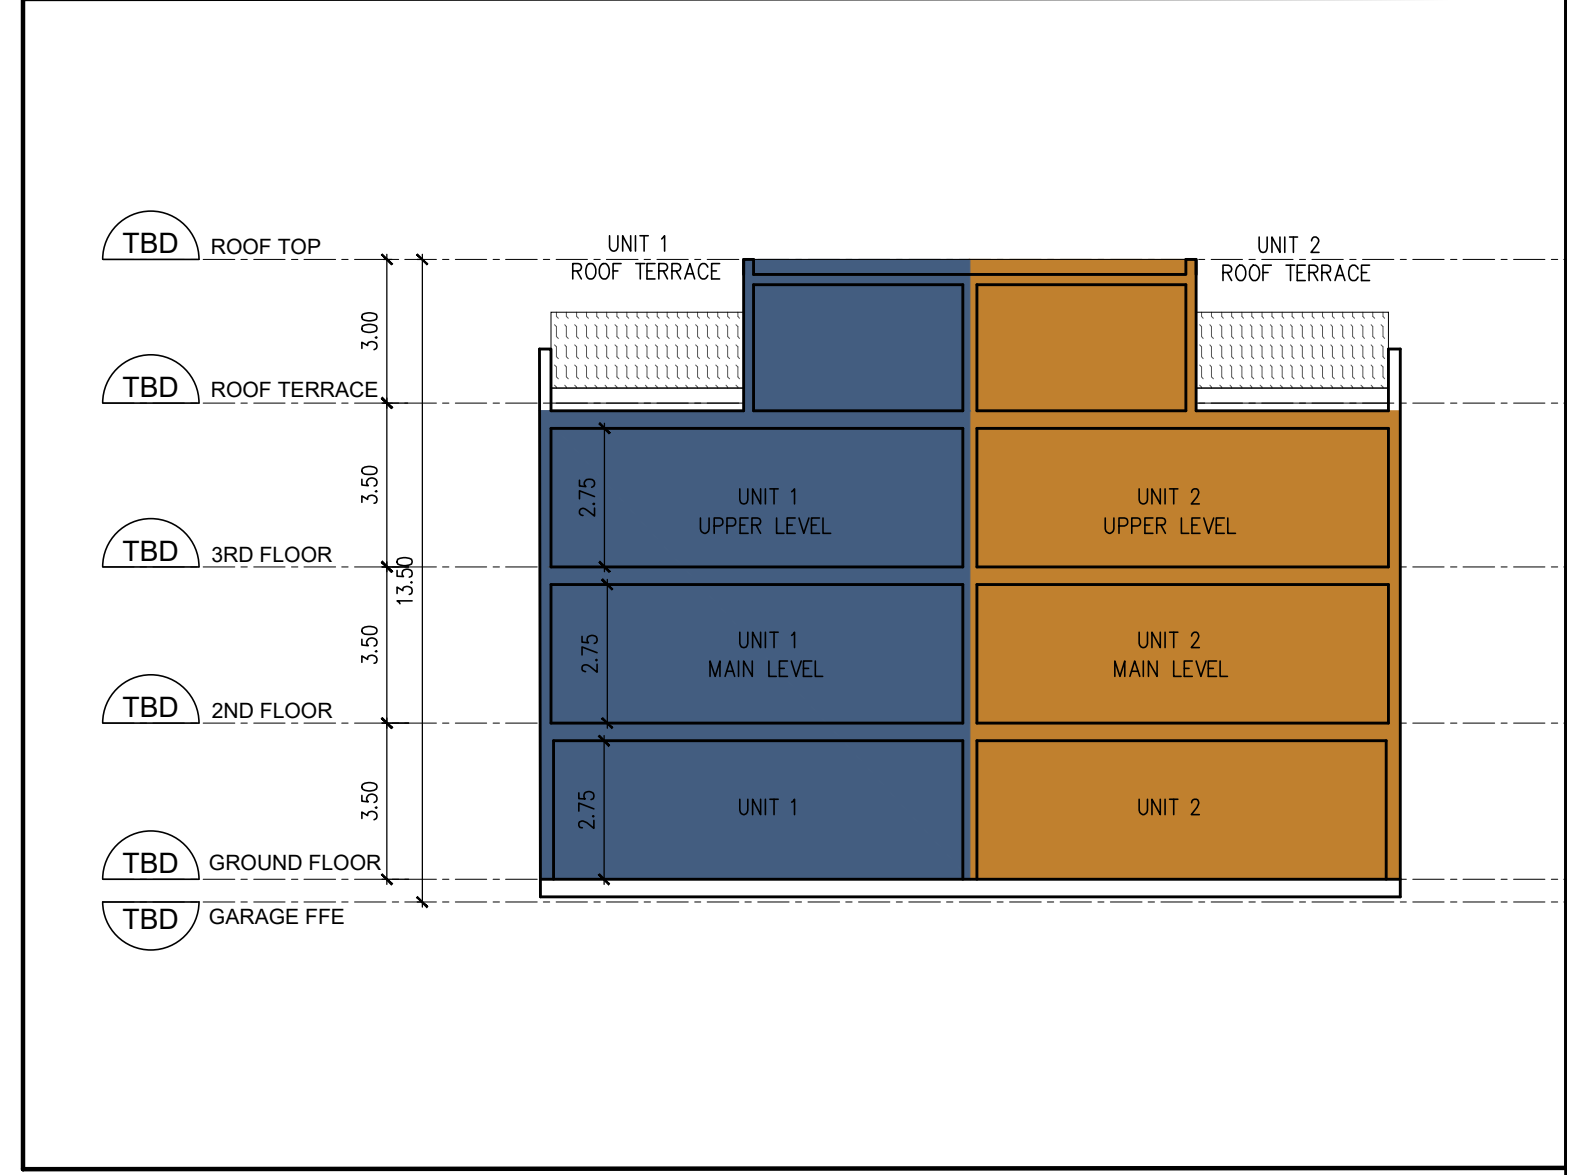 TBD ROOF TOP
UNIT 1
ROOF TERRACE
UNIT 2
ROOF TERRACE
3.00
TBD ROOF TERRACE
3.50
2.75
UNIT 1
UPPER LEVEL
UNIT 2
UPPER LEVEL
TBD 3RD FLOOR
13.50
3.50
2.75
UNIT 1
MAIN LEVEL
UNIT 2
MAIN LEVEL
TBD 2ND FLOOR
3.50
2.75
UNIT 1
UNIT 2
TBD GROUND FLOOR
TBD GARAGE FFE